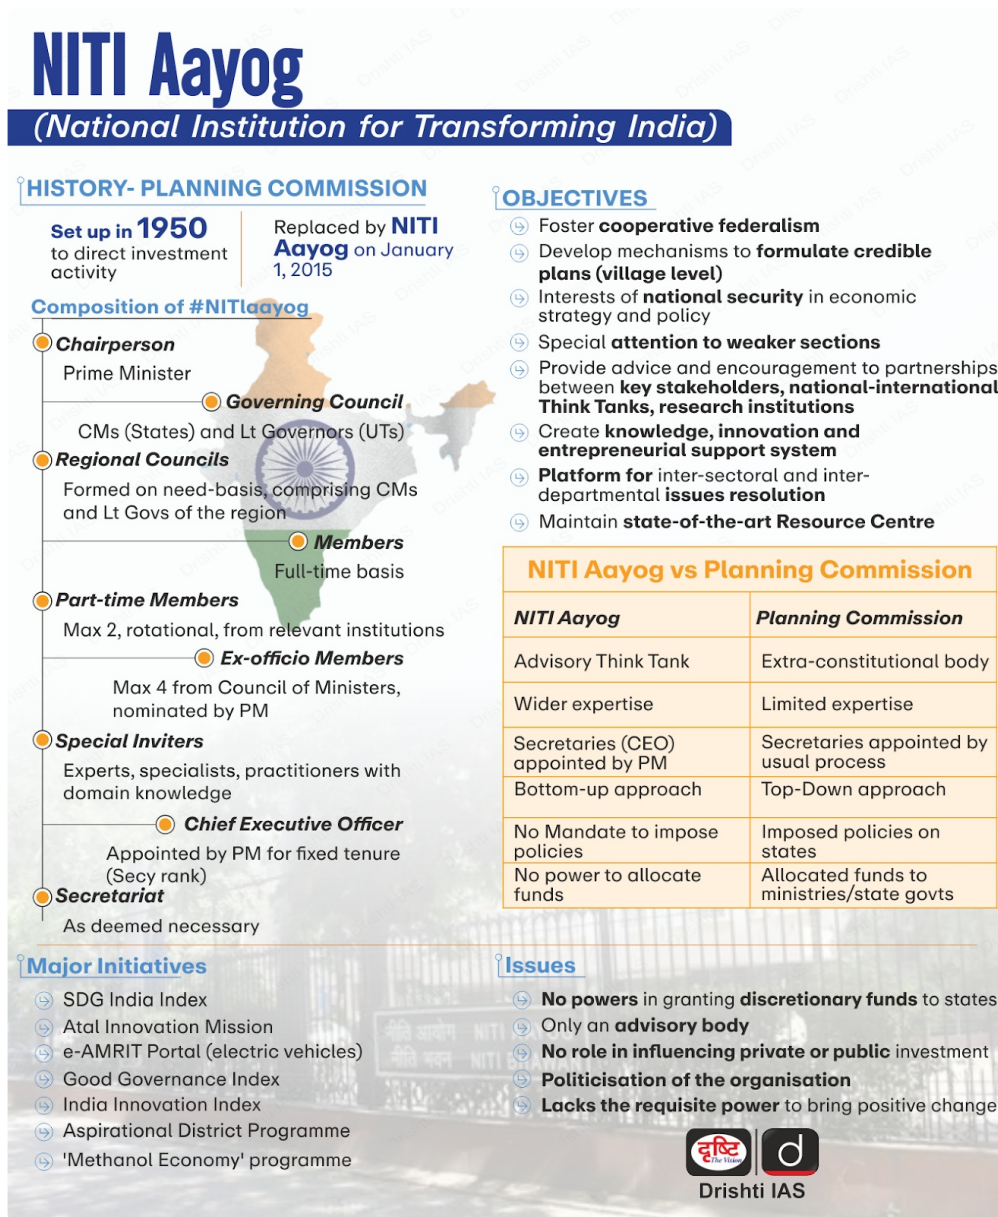 NITI Aayog
(National Institution for Transforming India)
HISTORY- PLANNING COMMISSION
Set up in 1950
to direct investment
activity
Replaced by NITI
Aayog on January
1, 2015
Composition of #NITIaayog
Chairperson
Prime Minister
Governing Council
CMs (States) and Lt Governors (UTs)
Regional Councils
Formed on need-basis, comprising CMs
and Lt Govs of the region
Members
Full-time basis
Part-time Members
Max 2, rotational, from relevant institutions
Ex-officio Members
Max 4 from Council of Ministers,
nominated by PM
Special Inviters
Experts, specialists, practitioners with
domain knowledge
Chief Executive Officer
Appointed by PM for fixed tenure
(Secy rank)
Secretariat
As deemed necessary
OBJECTIVES
Foster cooperative federalism
Develop mechanisms to formulate credible
plans (village level)
Interests of national security in economic
strategy and policy
Special attention to weaker sections
Provide advice and encouragement to partnerships
between key stakeholders, national-international
Think Tanks, research institutions
Create knowledge, innovation and
entrepreneurial support system
Platform for inter-sectoral and inter-
departmental issues resolution
Maintain state-of-the-art Resource Centre
NITI Aayog vs Planning Commission
NITI Aayog
Planning Commission
Advisory Think Tank
Extra-constitutional body
Wider expertise
Limited expertise
Secretaries (CEO)
appointed by PM
Secretaries appointed by
usual process
Bottom-up approach
Top-Down approach
No Mandate to impose
policies
Imposed policies on
states
No power to allocate
funds
Allocated funds to
ministries/state govts
Major Initiatives
SDG India Index
Atal Innovation Mission
e-AMRIT Portal (electric vehicles)
Good Governance Index
India Innovation Index
Aspirational District Programme
'Methanol Economy' programme
Issues
No powers in granting discretionary funds to states
Only an advisory body
No role in influencing private or public investment
Politicisation of the organisation
Lacks the requisite power to bring positive change
नीति आयोग NITI
नीति भवन NITI
दृष्टि
The Vision
d
Drishti IAS